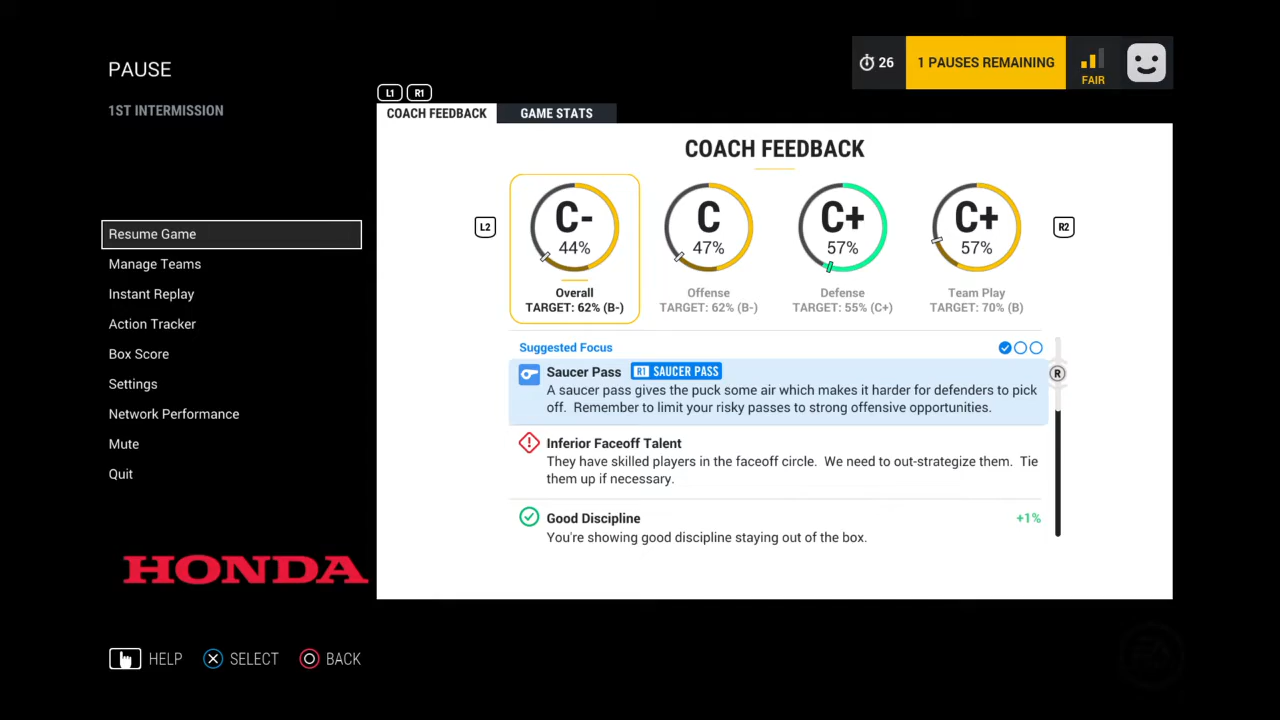 PAUSE
1ST INTERMISSION
26
1 PAUSES REMAINING
FAIR
L1 R1
COACH FEEDBACK GAME STATS
COACH FEEDBACK
L2
C-
44%
Overall
TARGET: 62% (B-)
C
47%
Offense
TARGET: 62% (B-)
C+
57%
Defense
TARGET: 55% (C+)
C+
57%
Team Play
TARGET: 70% (B)
R2
Resume Game
Manage Teams
Instant Replay
Action Tracker
Box Score
Settings
Network Performance
Mute
Quit
Suggested Focus
Saucer Pass R1 SAUCER PASS
A saucer pass gives the puck some air which makes it harder for defenders to pick
off. Remember to limit your risky passes to strong offensive opportunities.
R
Inferior Faceoff Talent
They have skilled players in the faceoff circle. We need to out-strategize them. Tie
them up if necessary.
Good Discipline +1%
You're showing good discipline staying out of the box.
HONDA
HELP SELECT BACK